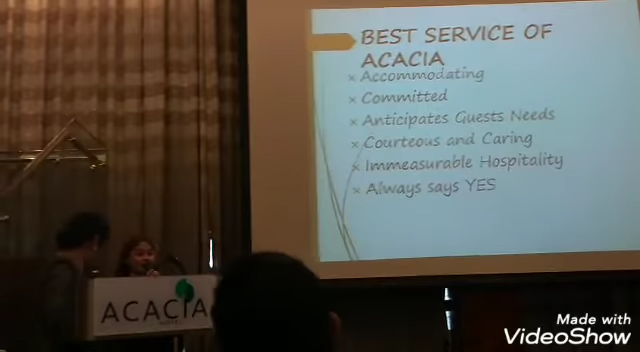 BEST SERVICE OF
ACACIA
× Accommodating
× Committed
× Anticipates Guests Needs
× Courteous and Caring
× Immeasurable Hospitality
× Always says YES
ACACIA
HOTEL
Made with
VideoShow